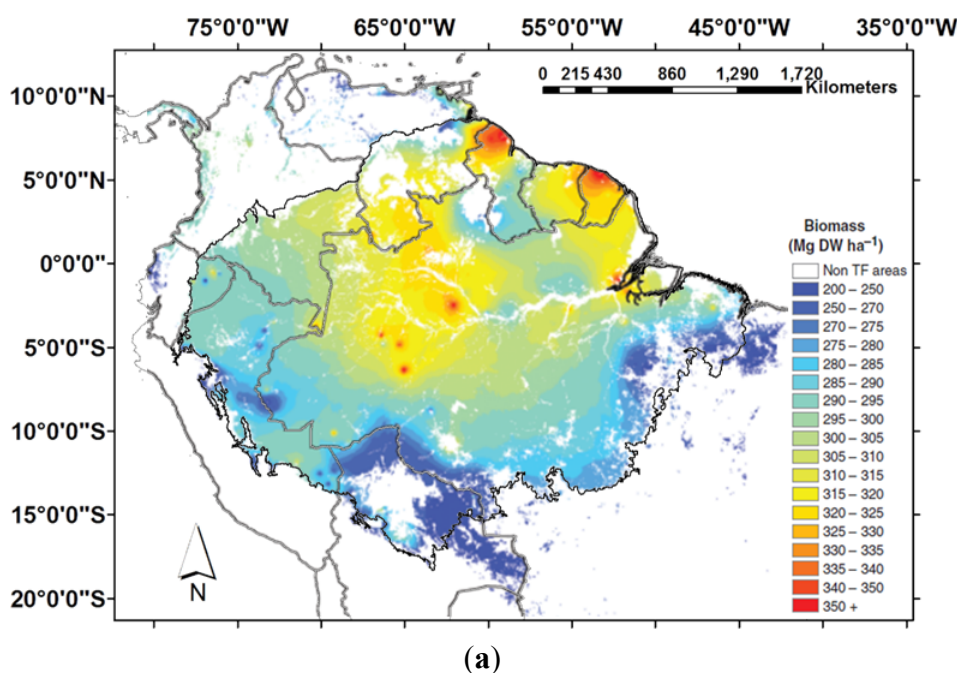 75°0'0"W 65°0'0"W 55°0'0"W 45°0'0"W 35°0'0"W
0 215 430 860 1,290 1,720
Kilometers
10°0'0"N
5°0'0"N
0°0'0"
5°0'0"S
10°0'0"S
15°0'0"S
20°0'0"S
N
Biomass
(Mg DW ha⁻¹)
Non TF areas
200 – 250
250 – 270
270 – 275
275 – 280
280 – 285
285 – 290
290 – 295
295 – 300
300 – 305
305 – 310
310 – 315
315 – 320
320 – 325
325 – 330
330 – 335
335 – 340
340 – 350
350 +
(a)